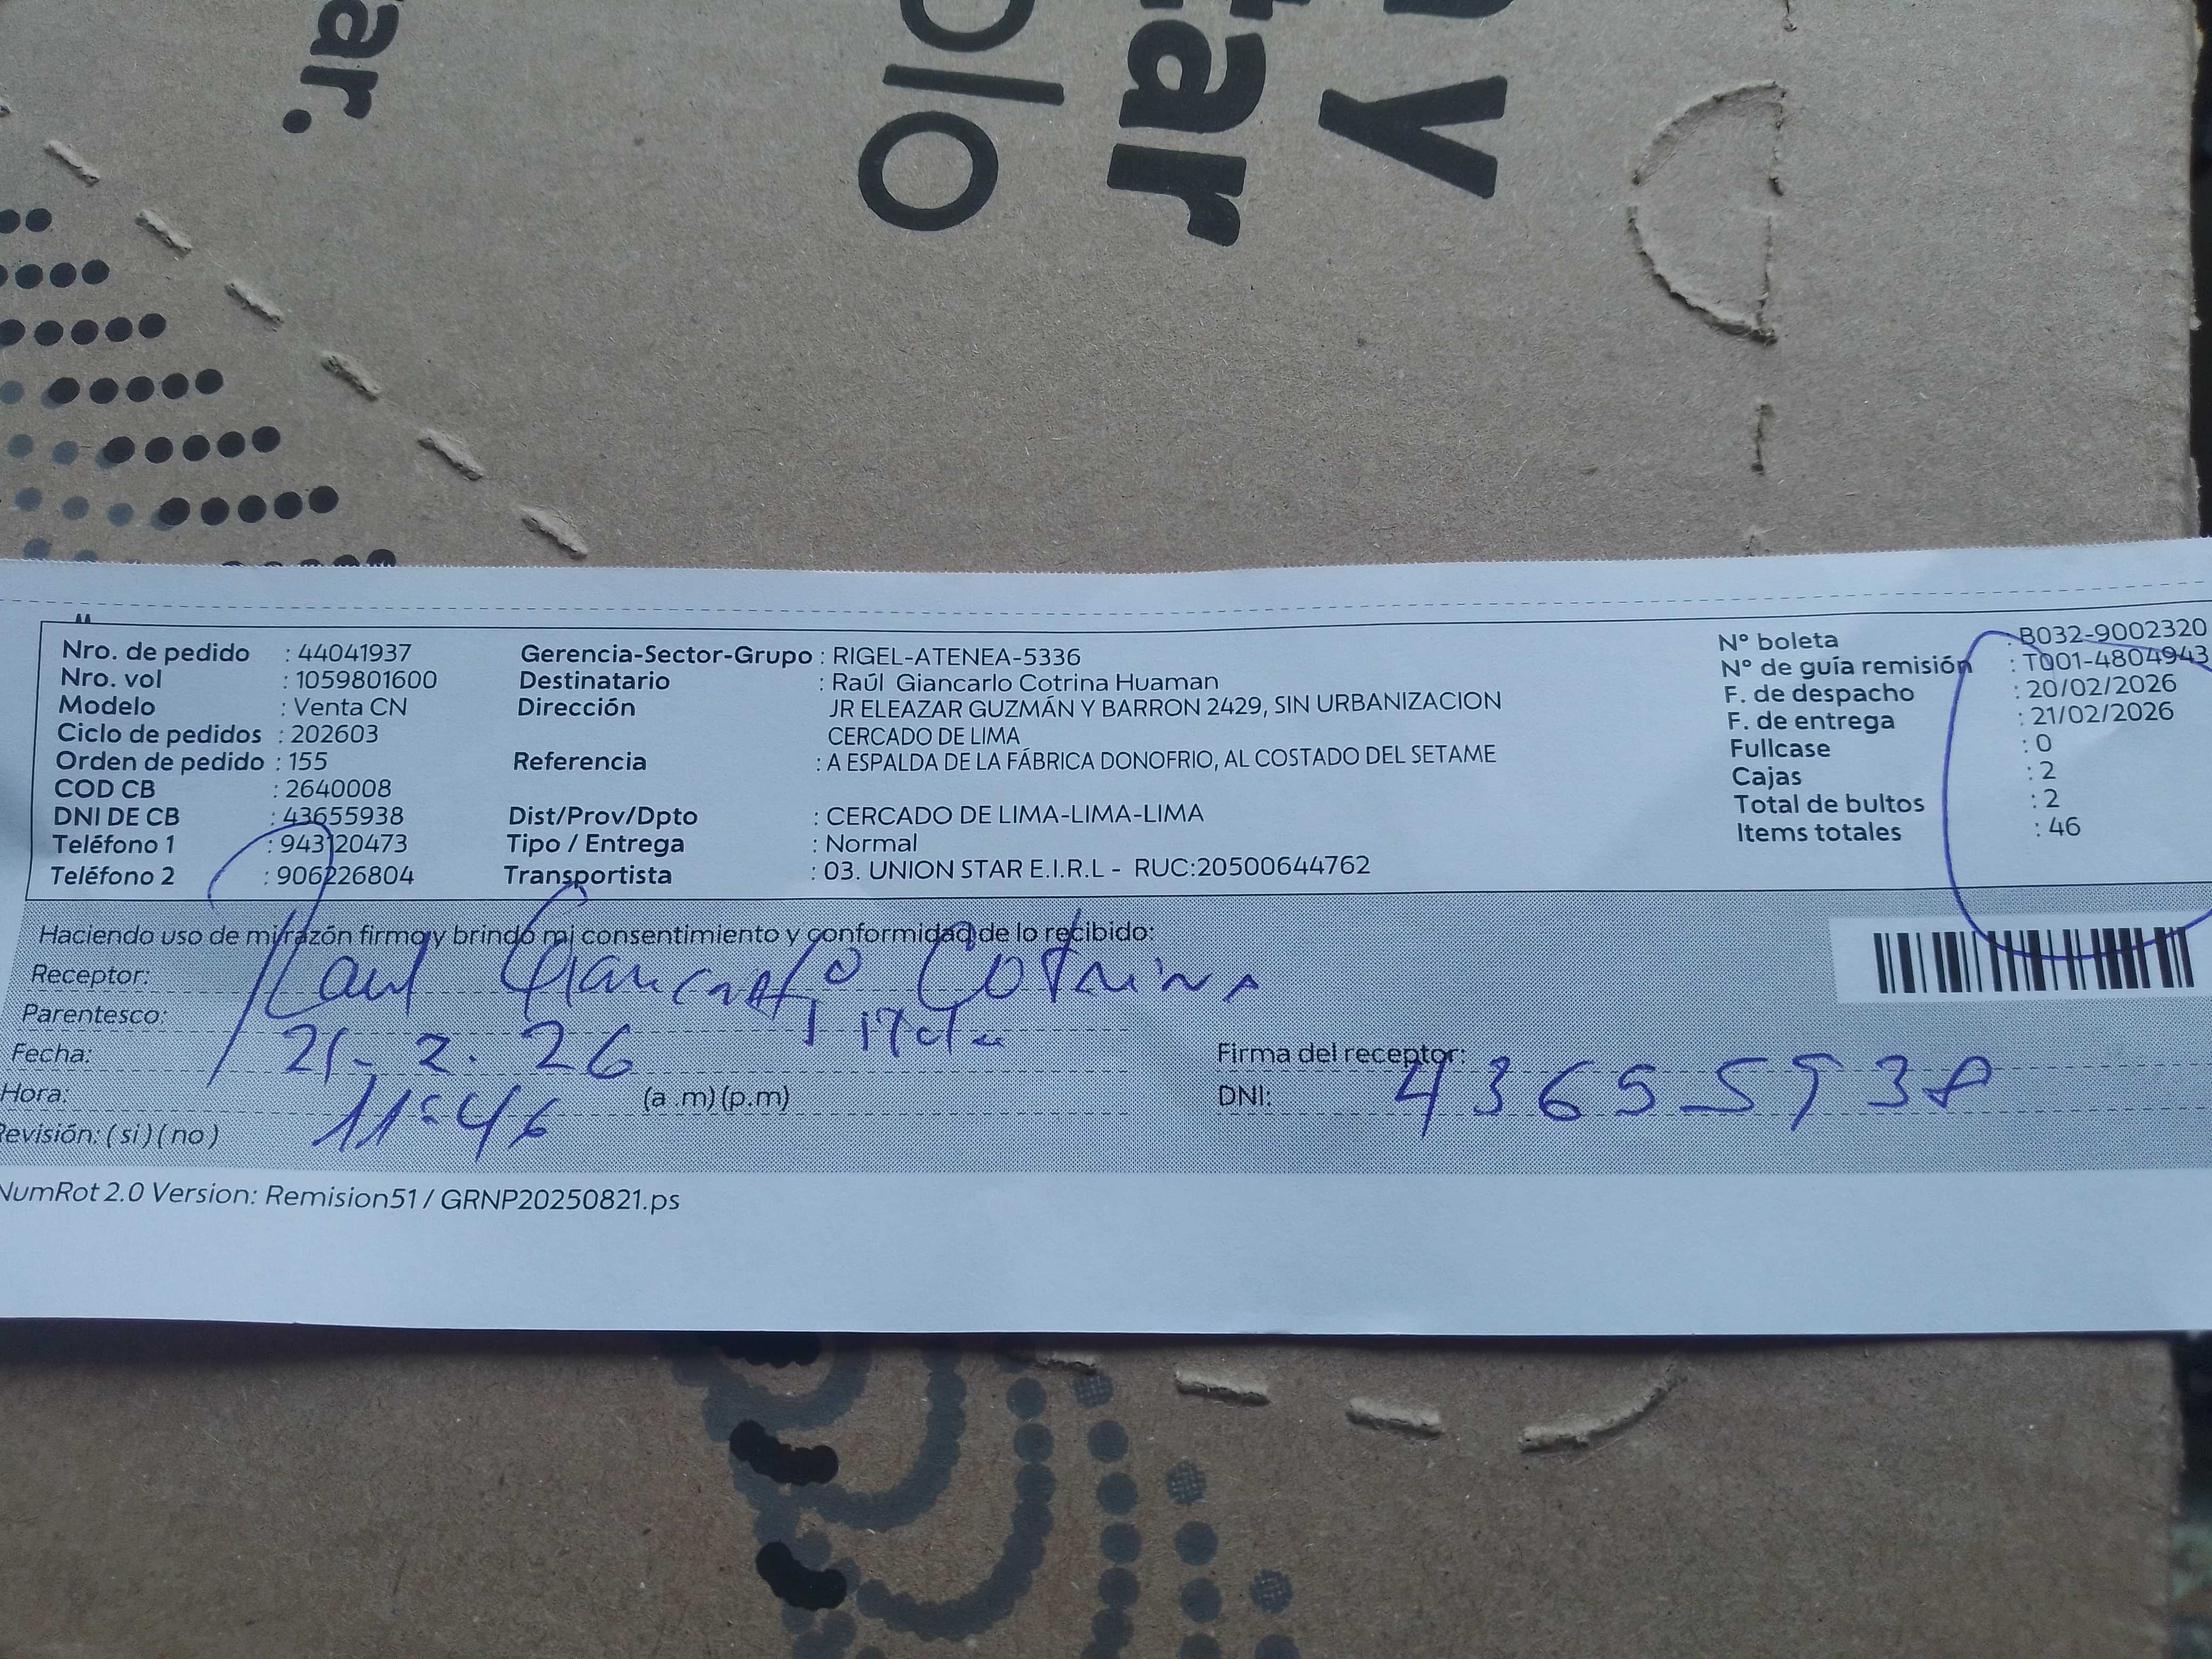 ar.
olo
tar
y
Nro. de pedido : 44041937
Nro. vol : 1059801600
Modelo : Venta CN
Ciclo de pedidos : 202603
Orden de pedido : 155
COD CB : 2640008
DNI DE CB : 43655938
Teléfono 1 : 943120473
Teléfono 2 : 906226804
Gerencia-Sector-Grupo : RIGEL-ATENEA-5336
Destinatario : Raúl Giancarlo Cotrina Huaman
Dirección JR ELEAZAR GUZMÁN Y BARRON 2429, SIN URBANIZACION
CERCADO DE LIMA
Referencia : A ESPALDA DE LA FÁBRICA DONOFRIO, AL COSTADO DEL SETAME
Dist/Prov/Dpto : CERCADO DE LIMA-LIMA-LIMA
Tipo / Entrega : Normal
Transportista : 03. UNION STAR E.I.R.L - RUC:20500644762
N° boleta : B032-9002320
N° de guía remisión : T001-4804943
F. de despacho : 20/02/2026
F. de entrega : 21/02/2026
Fullcase : 0
Cajas : 2
Total de bultos : 2
Items totales : 46
Haciendo uso de mi razón firmo y brindo mi consentimiento y conformidad de lo recibido:
Receptor: Raul Giancarlo Cotrina
Parentesco:
Fecha: 21-2-26
Hora: 11:46 (a .m) (p.m)
Revisión: ( si ) ( no )
Firma del receptor:
DNI: 43655938
NumRot 2.0 Version: Remision51 / GRNP20250821.ps